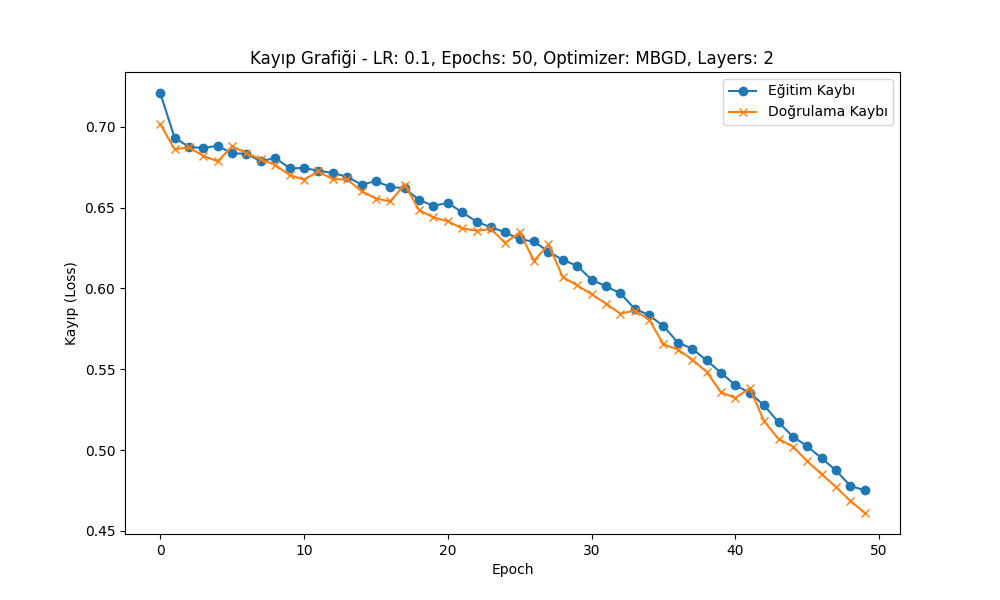 Kayıp Grafiği - LR: 0.1, Epochs: 50, Optimizer: MBGD, Layers: 2
Eğitim Kaybı
Doğrulama Kaybı
Kayıp (Loss)
0.70
0.65
0.60
0.55
0.50
0.45
0 10 20 30 40 50
Epoch